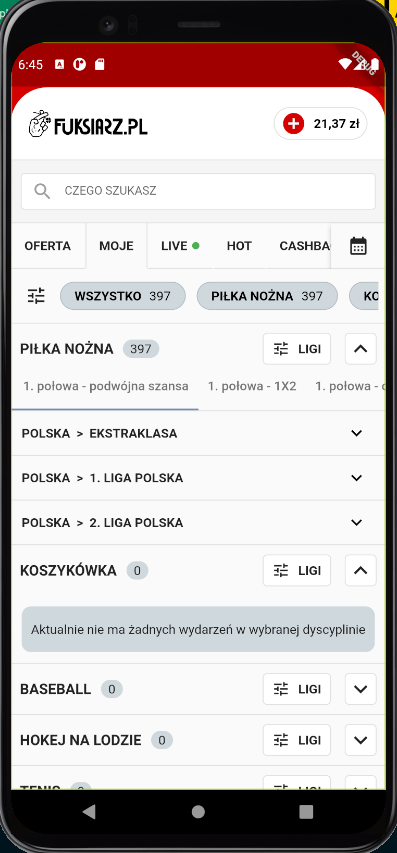 6:45
DEBUG
FUKSIARZ.PL
21,37 zł
CZEGO SZUKASZ
OFERTA MOJE LIVE HOT CASHBA
WSZYSTKO 397 PIŁKA NOŻNA 397 KO
PIŁKA NOŻNA 397 LIGI
1. połowa - podwójna szansa 1. połowa - 1X2 1. połowa -
POLSKA > EKSTRAKLASA
POLSKA > 1. LIGA POLSKA
POLSKA > 2. LIGA POLSKA
KOSZYKÓWKA 0 LIGI
Aktualnie nie ma żadnych wydarzeń w wybranej dyscyplinie
BASEBALL 0 LIGI
HOKEJ NA LODZIE 0 LIGI
TENIS LIGI